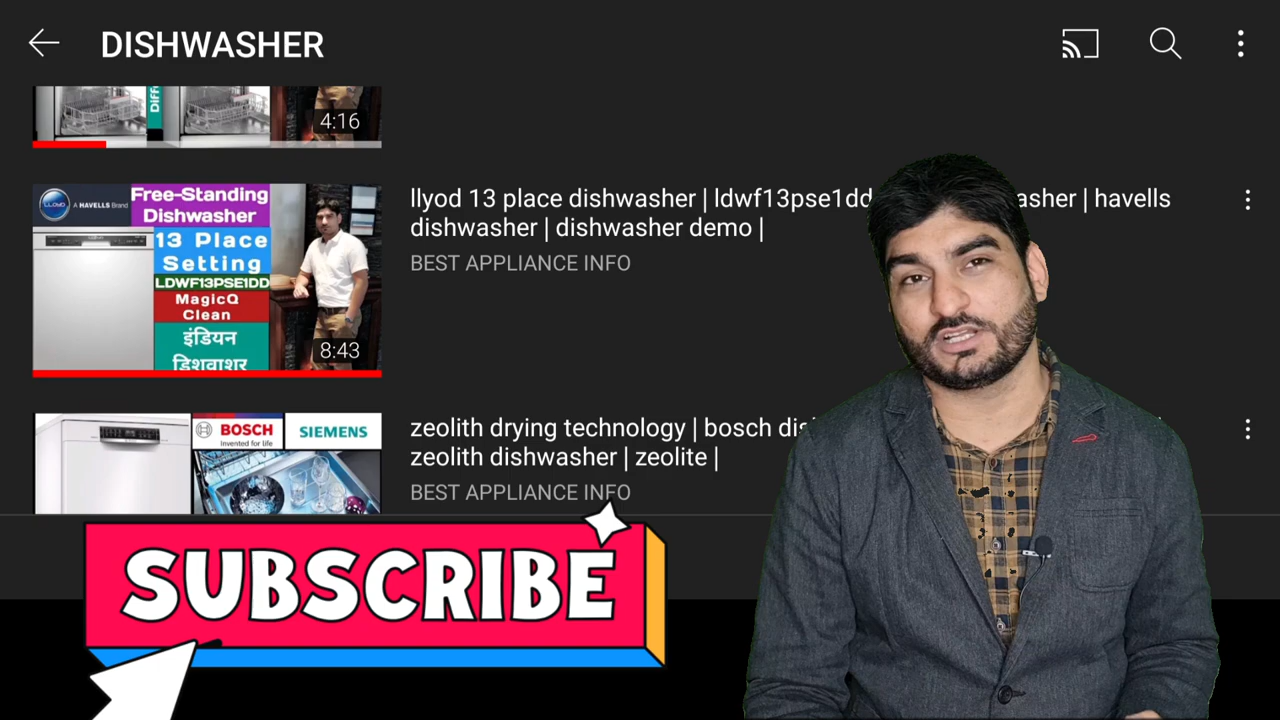 DISHWASHER
Diff
4:16
LLOYD A HAVELLS Brand
Free-Standing
Dishwasher
13 Place
Setting
LDWF13PSE1DD
MagicQ
Clean
इंडियन
डिशवाशर
8:43
llyod 13 place dishwasher | ldwf13pse1dd asher | havells
dishwasher | dishwasher demo |
BEST APPLIANCE INFO
BOSCH
Invented for life
SIEMENS
zeolith drying technology | bosch dis
zeolith dishwasher | zeolite |
BEST APPLIANCE INFO
SUBSCRIBE